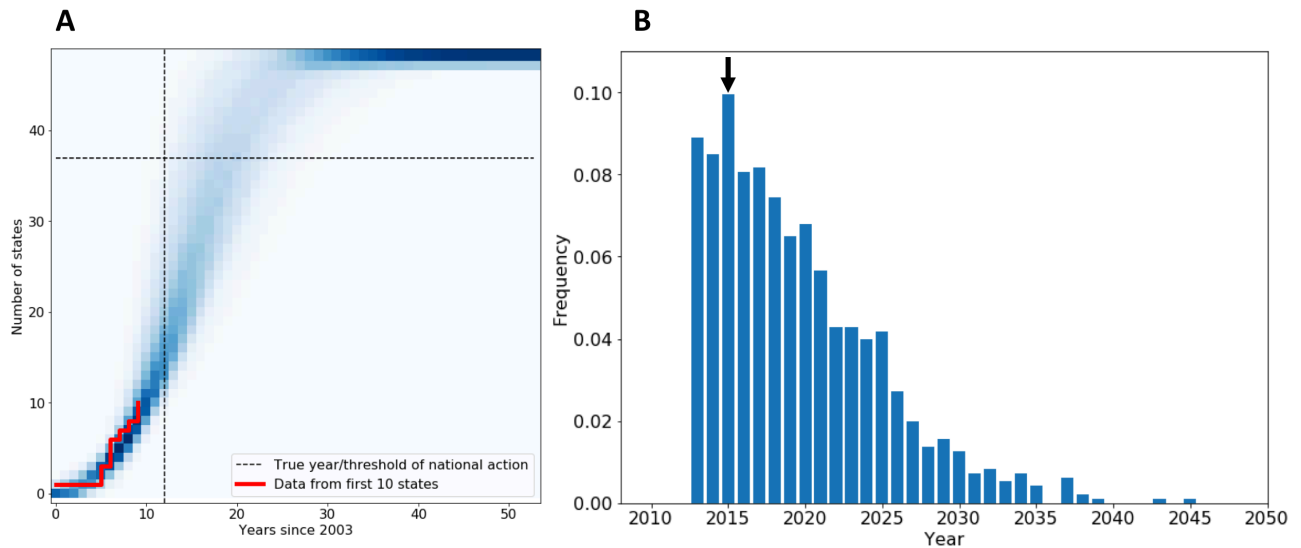 A
Number of states
40
30
20
10
0
0 10 20 30 40 50
Years since 2003
True year/threshold of national action
Data from first 10 states
B
Frequency
0.10
0.08
0.06
0.04
0.02
0.00
2010 2015 2020 2025 2030 2035 2040 2045 2050
Year